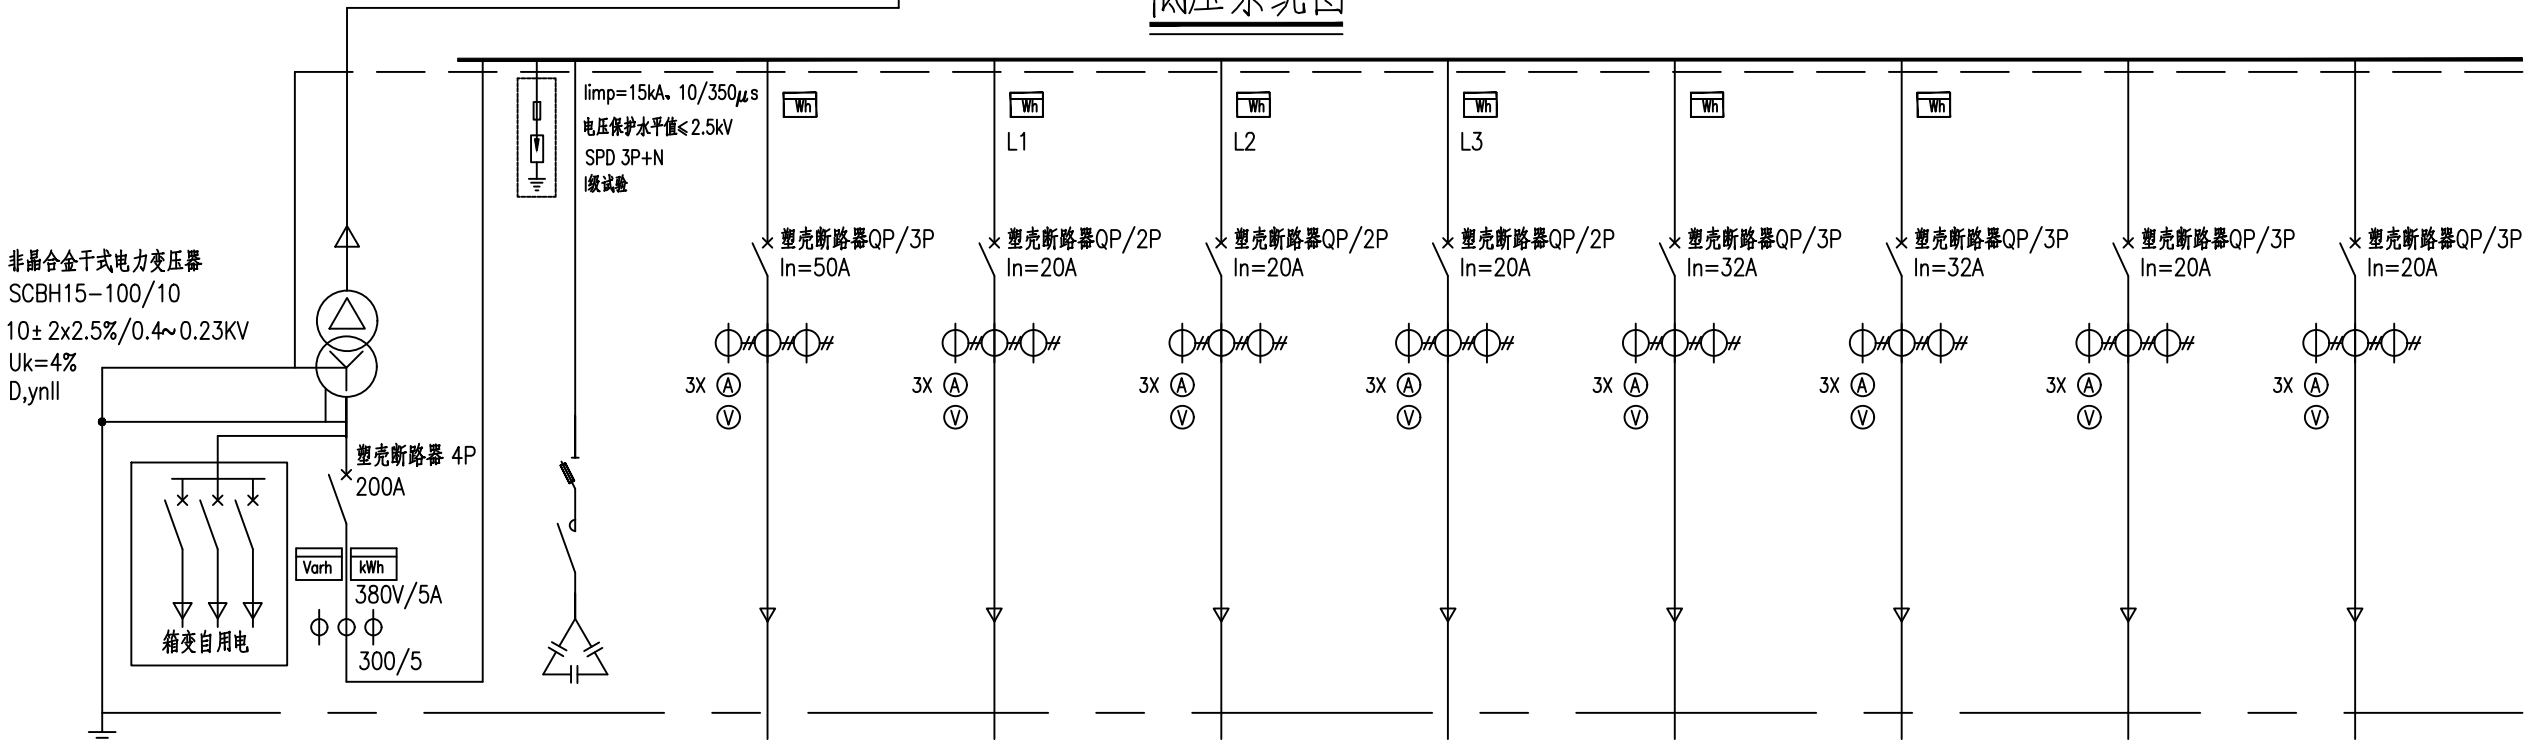 低压系统图
Iimp=15kA、10/350μs
电压保护水平值≤2.5kV
SPD 3P+N
I级试验
Wh
Wh
Wh
Wh
Wh
Wh
L1
L2
L3
塑壳断路器QP/3P
In=50A
塑壳断路器QP/2P
In=20A
塑壳断路器QP/2P
In=20A
塑壳断路器QP/2P
In=20A
塑壳断路器QP/3P
In=32A
塑壳断路器QP/3P
In=32A
塑壳断路器QP/3P
In=20A
塑壳断路器QP/3P
In=20A
非晶合金干式电力变压器
SCBH15-100/10
10±2x2.5%/0.4~0.23KV
Uk=4%
D,ynII
3X A
V
3X A
V
3X A
V
3X A
V
3X A
V
3X A
V
3X A
V
3X A
V
塑壳断路器 4P
200A
Varh
kWh
380V/5A
300/5
箱变自用电